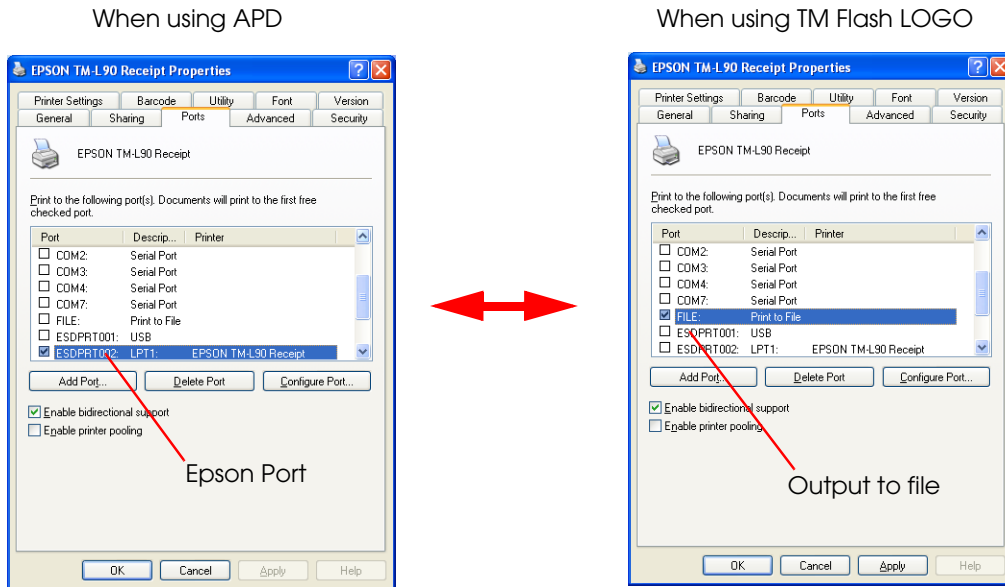 When using APD
EPSON TM-L90 Receipt Properties
Printer Settings Barcode Utility Font Version
General Sharing Ports Advanced Security
EPSON TM-L90 Receipt
Print to the following port(s). Documents will print to the first free
checked port.
Port Descrip... Printer
COM2: Serial Port
COM3: Serial Port
COM4: Serial Port
COM7: Serial Port
FILE: Print to File
ESDPRT001: USB
ESDPRT002: LPT1: EPSON TM-L90 Receipt
Add Port... Delete Port Configure Port...
Enable bidirectional support
Enable printer pooling
Epson Port
OK Cancel Apply Help
When using TM Flash LOGO
EPSON TM-L90 Receipt Properties
Printer Settings Barcode Utility Font Version
General Sharing Ports Advanced Security
EPSON TM-L90 Receipt
Print to the following port(s). Documents will print to the first free
checked port.
Port Descrip... Printer
COM2: Serial Port
COM3: Serial Port
COM4: Serial Port
COM7: Serial Port
FILE: Print to File
ESDPRT001: USB
ESDPRT002: LPT1: EPSON TM-L90 Receipt
Add Port... Delete Port Configure Port...
Enable bidirectional support
Enable printer pooling
Output to file
OK Cancel Apply Help